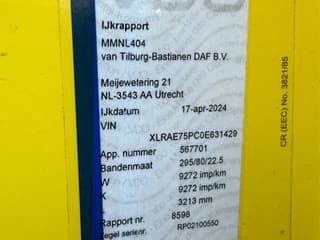 IJkrapport
MMNL404
van Tilburg-Bastianen DAF B.V.
Meijewetering 21
NL-3543 AA Utrecht
IJkdatum 17-apr-2024
VIN
XLRAE75PC0E631429
App. nummer 567701
Bandenmaat 295/80/22.5
W 9272 imp/km
K 9272 imp/km
L 3213 mm
Rapport nr. 8598
Zegel serienr. RP02100550
CR (EEC) No. 3821/85